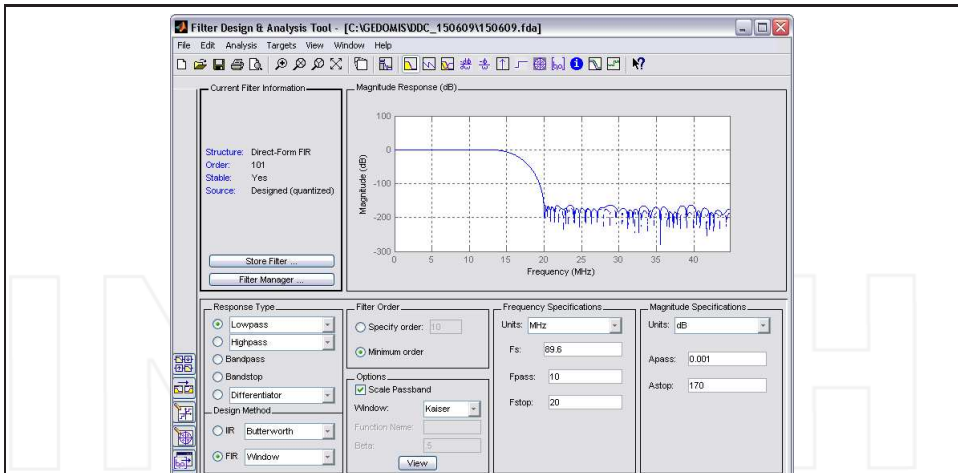 Filter Design & Analysis Tool - [C:\GEDOMIS\DDC_150609\150609.fda]
File Edit Analysis Targets View Window Help
Current Filter Information
Structure: Direct-Form FIR
Order: 101
Stable: Yes
Source: Designed (quantized)
Store Filter ...
Filter Manager ...
Magnitude Response (dB)
100
0
-100
-200
-300
Magnitude (dB)
0 5 10 15 20 25 30 35 40
Frequency (MHz)
Response Type
Lowpass
Highpass
Bandpass
Bandstop
Differentiator
Design Method
IIR Butterworth
FIR Window
Filter Order
Specify order: 10
Minimum order
Options
Scale Passband
Window: Kaiser
Function Name:
Beta: 5
View
Frequency Specifications
Units: MHz
Fs: 89.6
Fpass: 10
Fstop: 20
Magnitude Specifications
Units: dB
Apass: 0.001
Astop: 170